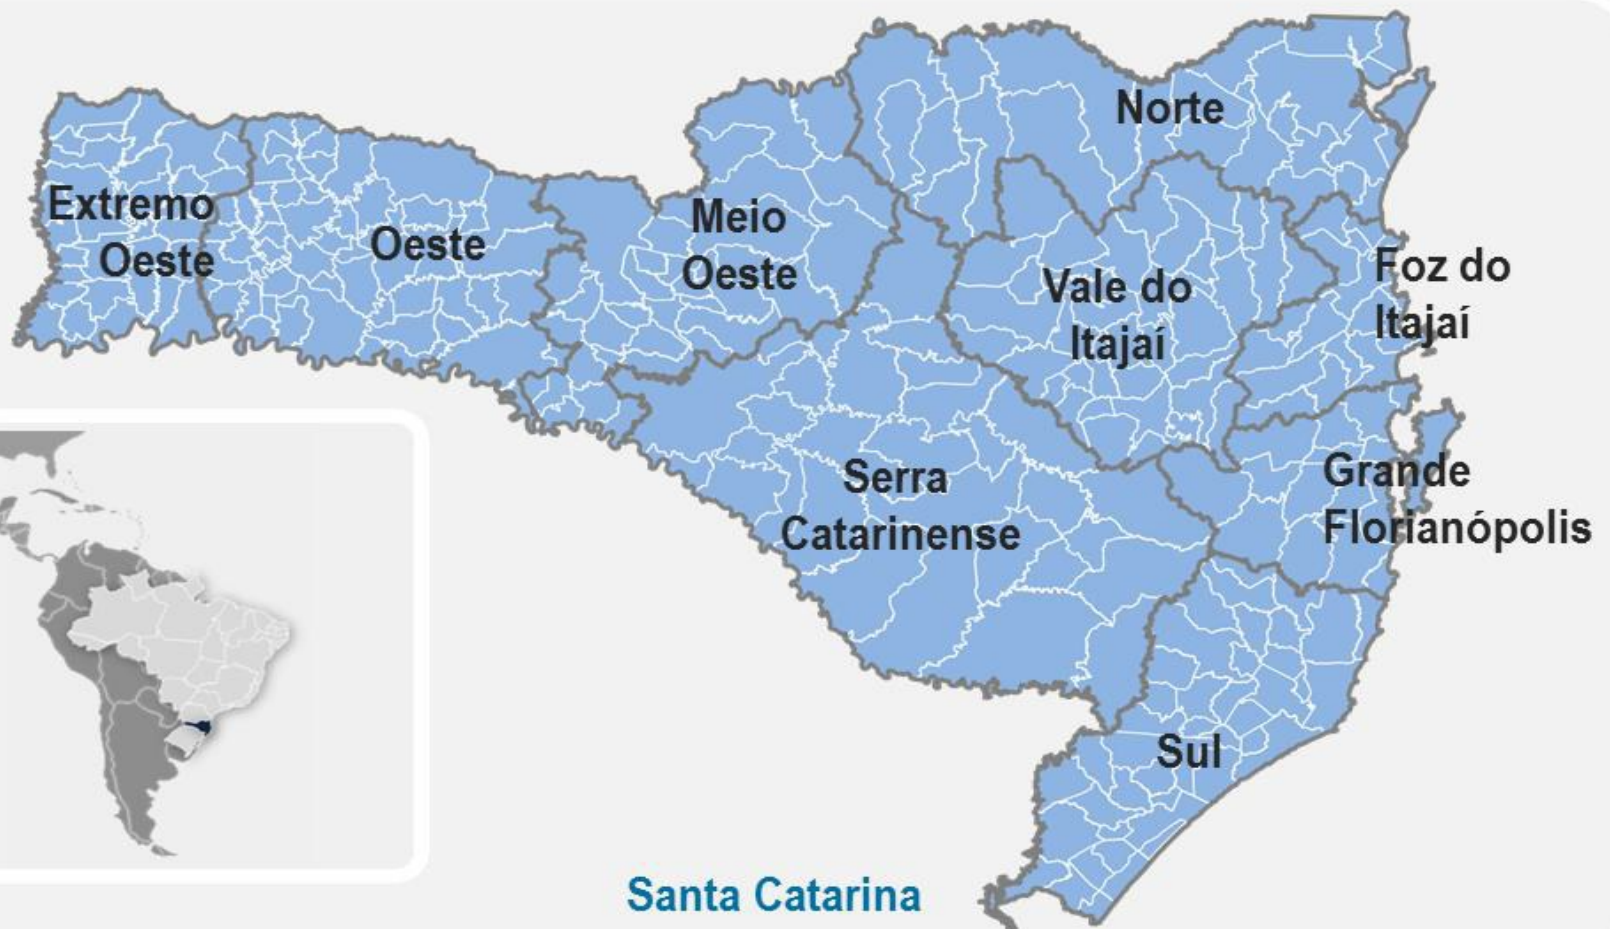 Norte
Extremo
Oeste
Oeste
Meio
Oeste
Vale do
Itajaí
Foz do
Itajaí
Serra
Catarinense
Grande
Florianópolis
Sul
Santa Catarina